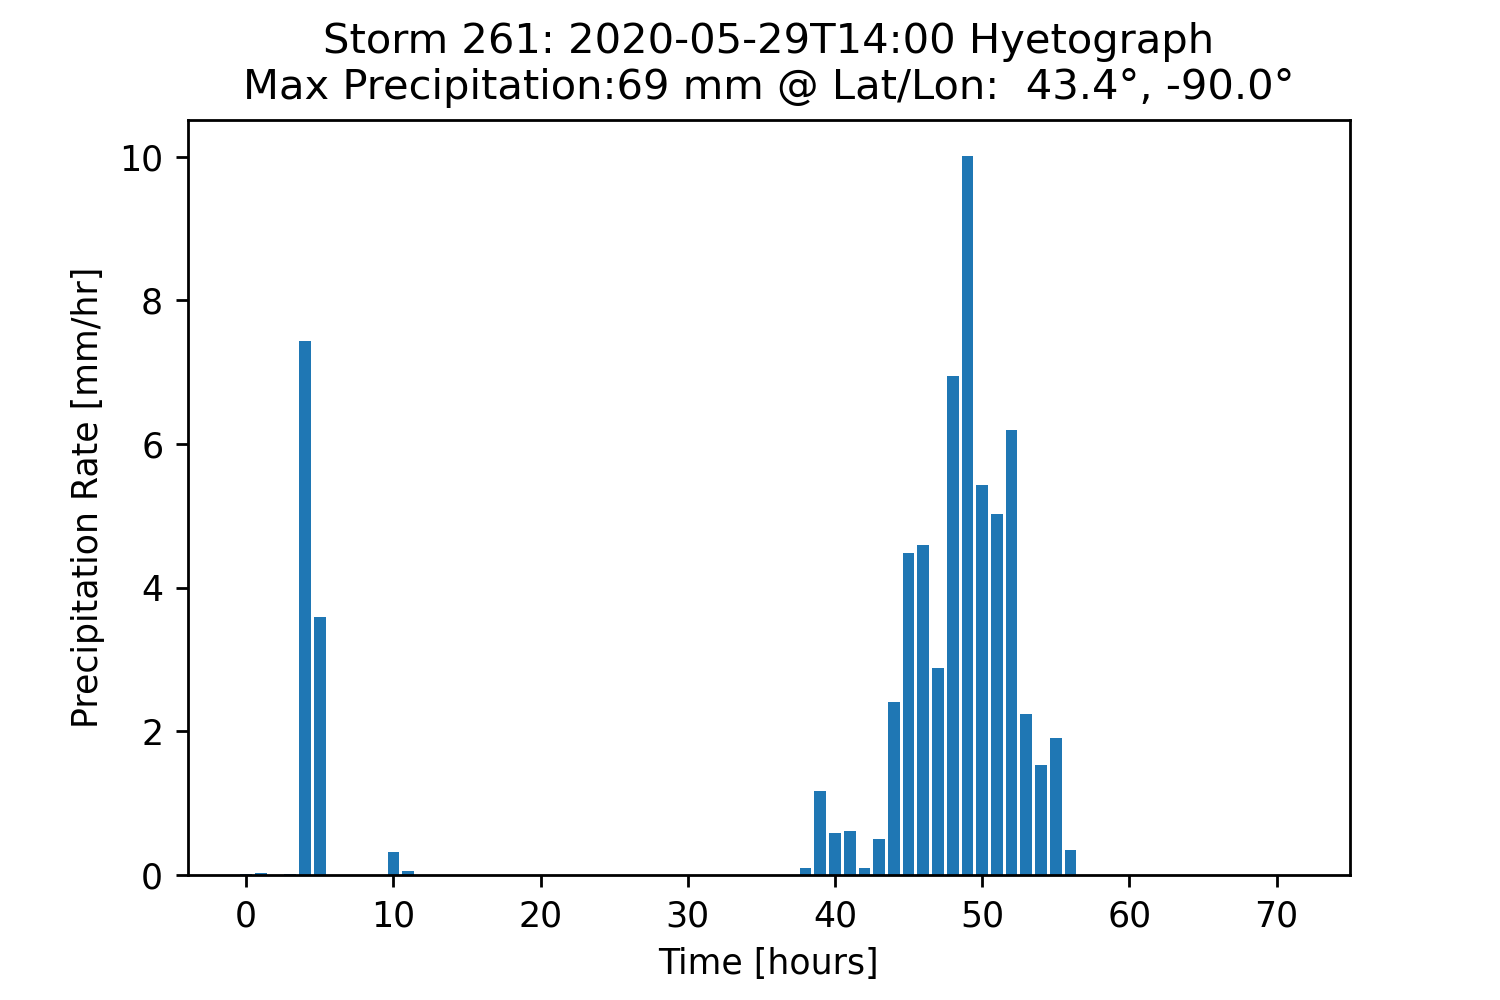 Storm 261: 2020-05-29T14:00 Hyetograph
Max Precipitation:69 mm @ Lat/Lon:  43.4°, -90.0°
Precipitation Rate [mm/hr]
10
8
6
4
2
0
0 10 20 30 40 50 60 70
Time [hours]